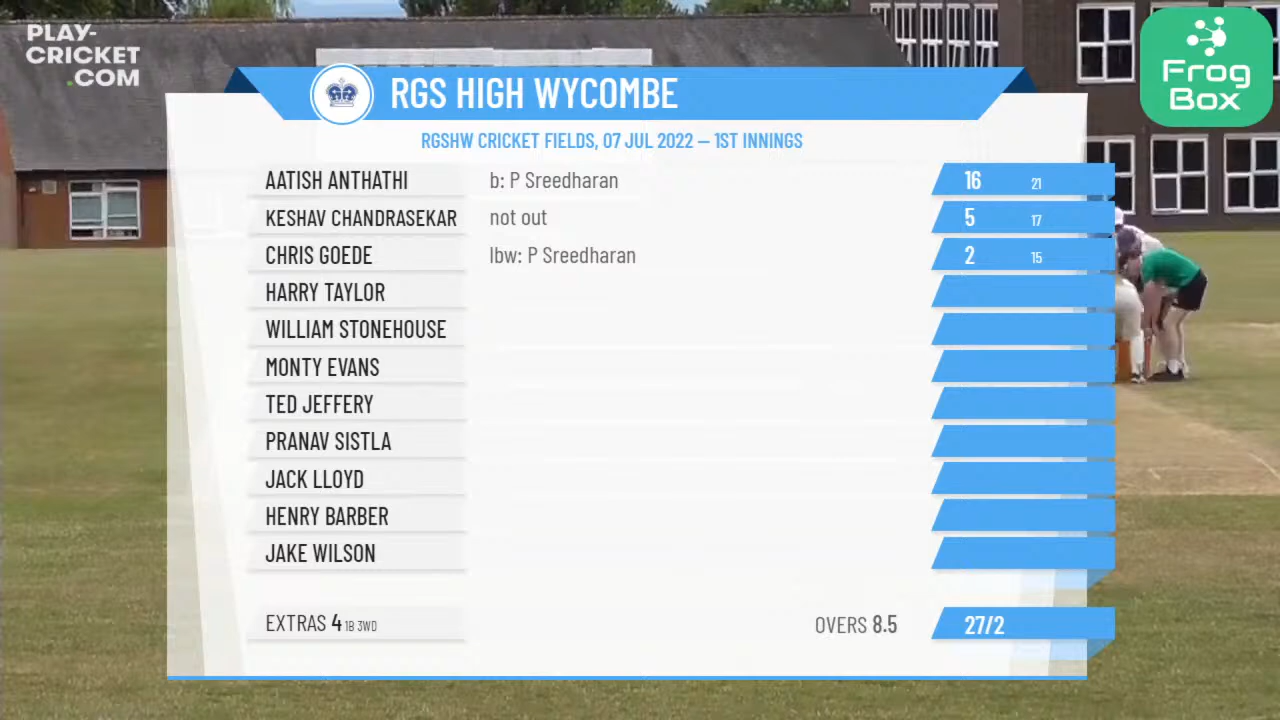 PLAY-
CRICKET
.COM
Frog
Box
RGS HIGH WYCOMBE
RGSHW CRICKET FIELDS, 07 JUL 2022 – 1ST INNINGS
AATISH ANTHATHI b: P Sreedharan 16 21
KESHAV CHANDRASEKAR not out 5 17
CHRIS GOEDE lbw: P Sreedharan 2 15
HARRY TAYLOR
WILLIAM STONEHOUSE
MONTY EVANS
TED JEFFERY
PRANAV SISTLA
JACK LLOYD
HENRY BARBER
JAKE WILSON
EXTRAS 4 1B 3WD OVERS 8.5 27/2